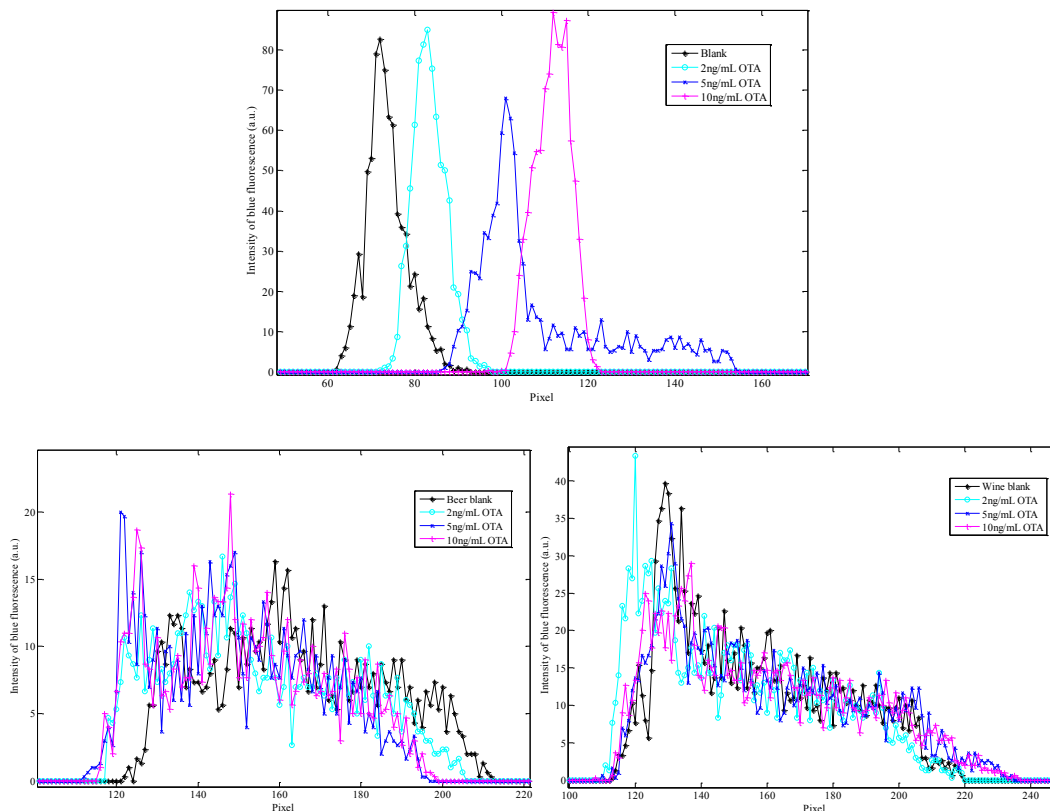 80
70
60
50
40
30
20
10
0
Intensity of blue fluorescence (a.u.)
Blank
2ng/mL OTA
5ng/mL OTA
10ng/mL OTA
60 80 100 120 140 160
Pixel
20
15
10
5
0
Intensity of blue fluorescence (a.u.)
Beer blank
2ng/mL OTA
5ng/mL OTA
10ng/mL OTA
120 140 160 180 200 220
Pixel
40
35
30
25
20
15
10
5
0
Intensity of blue fluorescence (a.u.)
Wine blank
2ng/mL OTA
5ng/mL OTA
10ng/mL OTA
100 120 140 160 180 200 220 240
Pixel